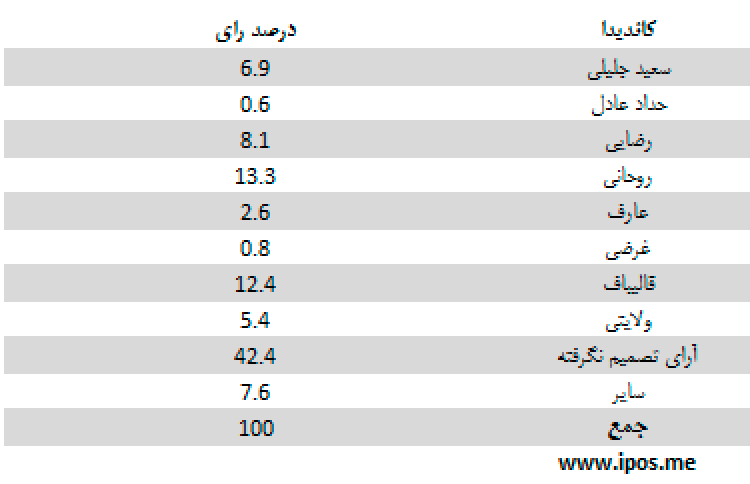 کاندیدا درصد رای
سعید جلیلی 6.9
حداد عادل 0.6
رضایی 8.1
روحانی 13.3
عارف 2.6
غرضی 0.8
قالیباف 12.4
ولایتی 5.4
آرای تصمیم نگرفته 42.4
سایر 7.6
جمع 100
www.ipos.me